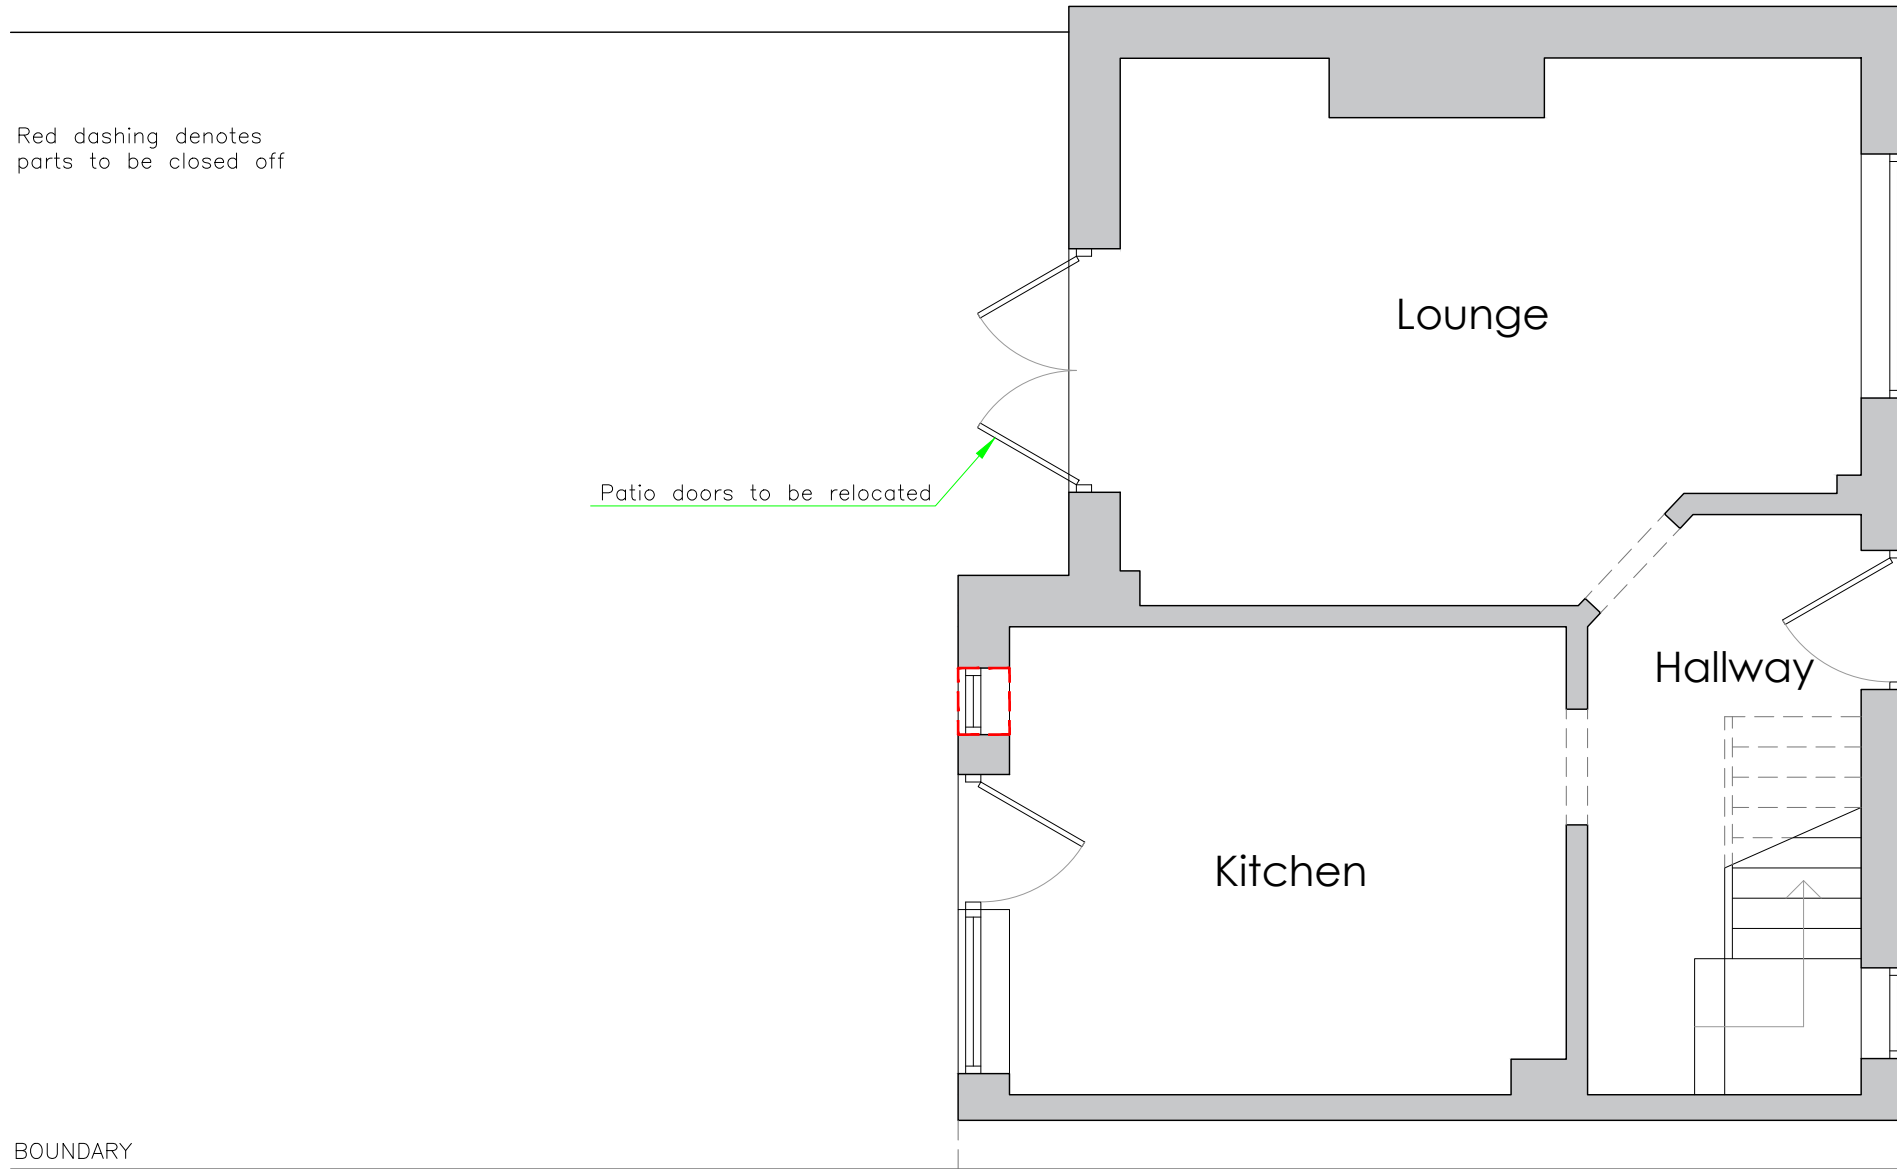 Red dashing denotes
parts to be closed off
Lounge
Patio doors to be relocated
Hallway
Kitchen
BOUNDARY